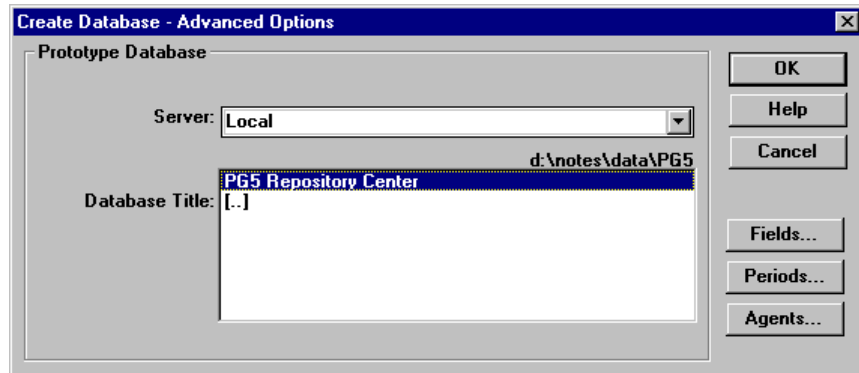 Create Database - Advanced Options
Prototype Database
Server: Local
d:\notes\data\PG5
PG5 Repository Center
Database Title: [..]
OK
Help
Cancel
Fields...
Periods...
Agents...